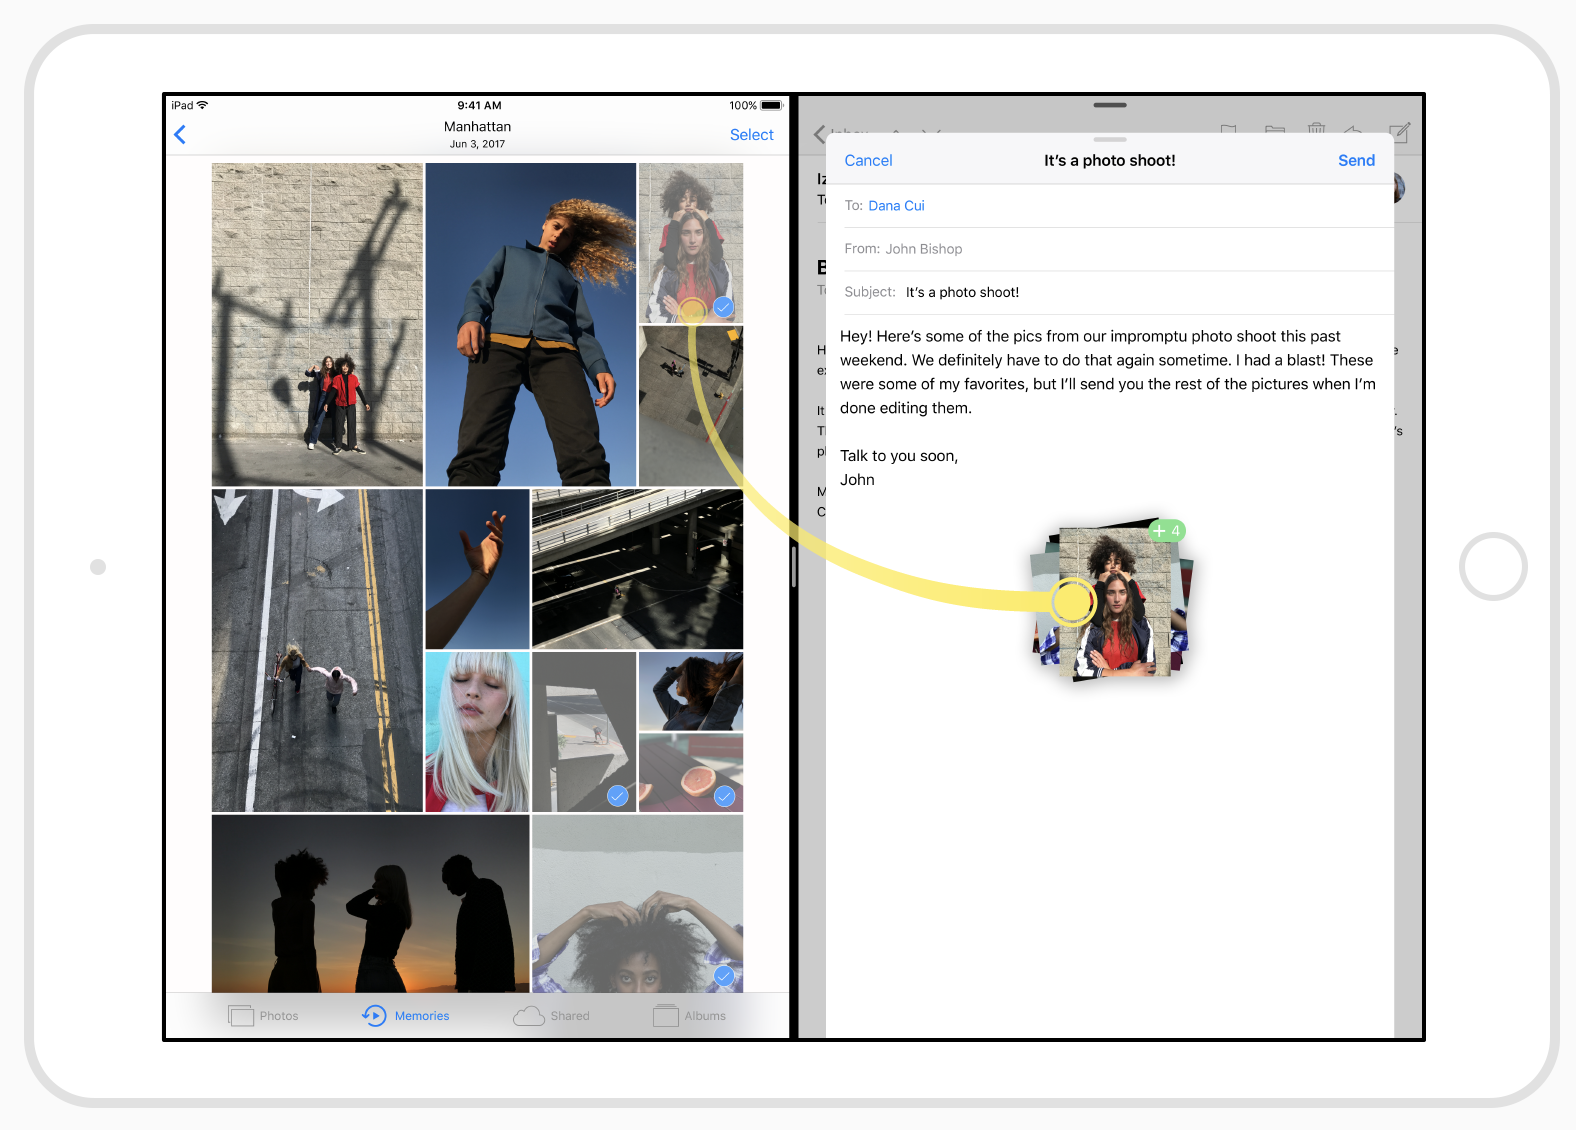 iPad
9:41 AM
100%
Manhattan
Jun 3, 2017
Select
Photos
Memories
Shared
Albums
Inbox
Cancel
It's a photo shoot!
Send
To: Dana Cui
From: John Bishop
Subject: It's a photo shoot!
Hey! Here's some of the pics from our impromptu photo shoot this past
weekend. We definitely have to do that again sometime. I had a blast! These
were some of my favorites, but I'll send you the rest of the pictures when I'm
done editing them.
Talk to you soon,
John
+ 4